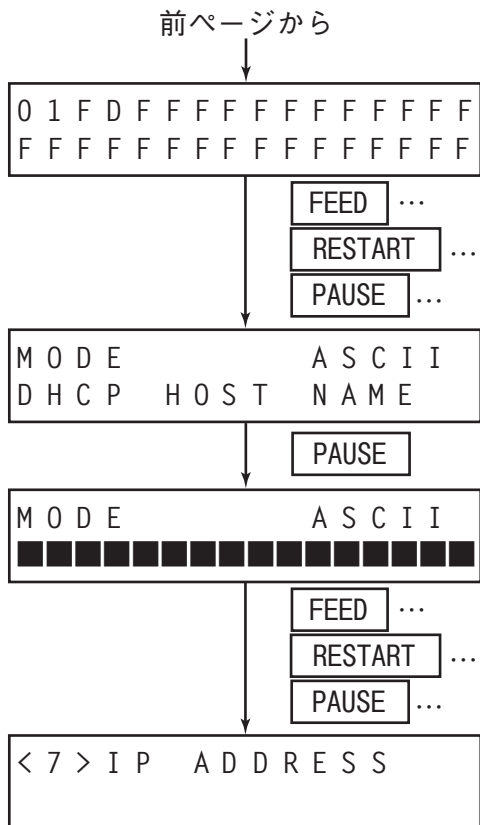 前ページから
01FDFFFFFFFFFFFF
FFFFFFFFFFFFFFFF
FEED …
RESTART …
PAUSE …
MODE ASCII
DHCP HOST NAME
PAUSE
MODE ASCII
■■■■■■■■■■■■■■■■
FEED …
RESTART …
PAUSE …
<7>IP ADDRESS